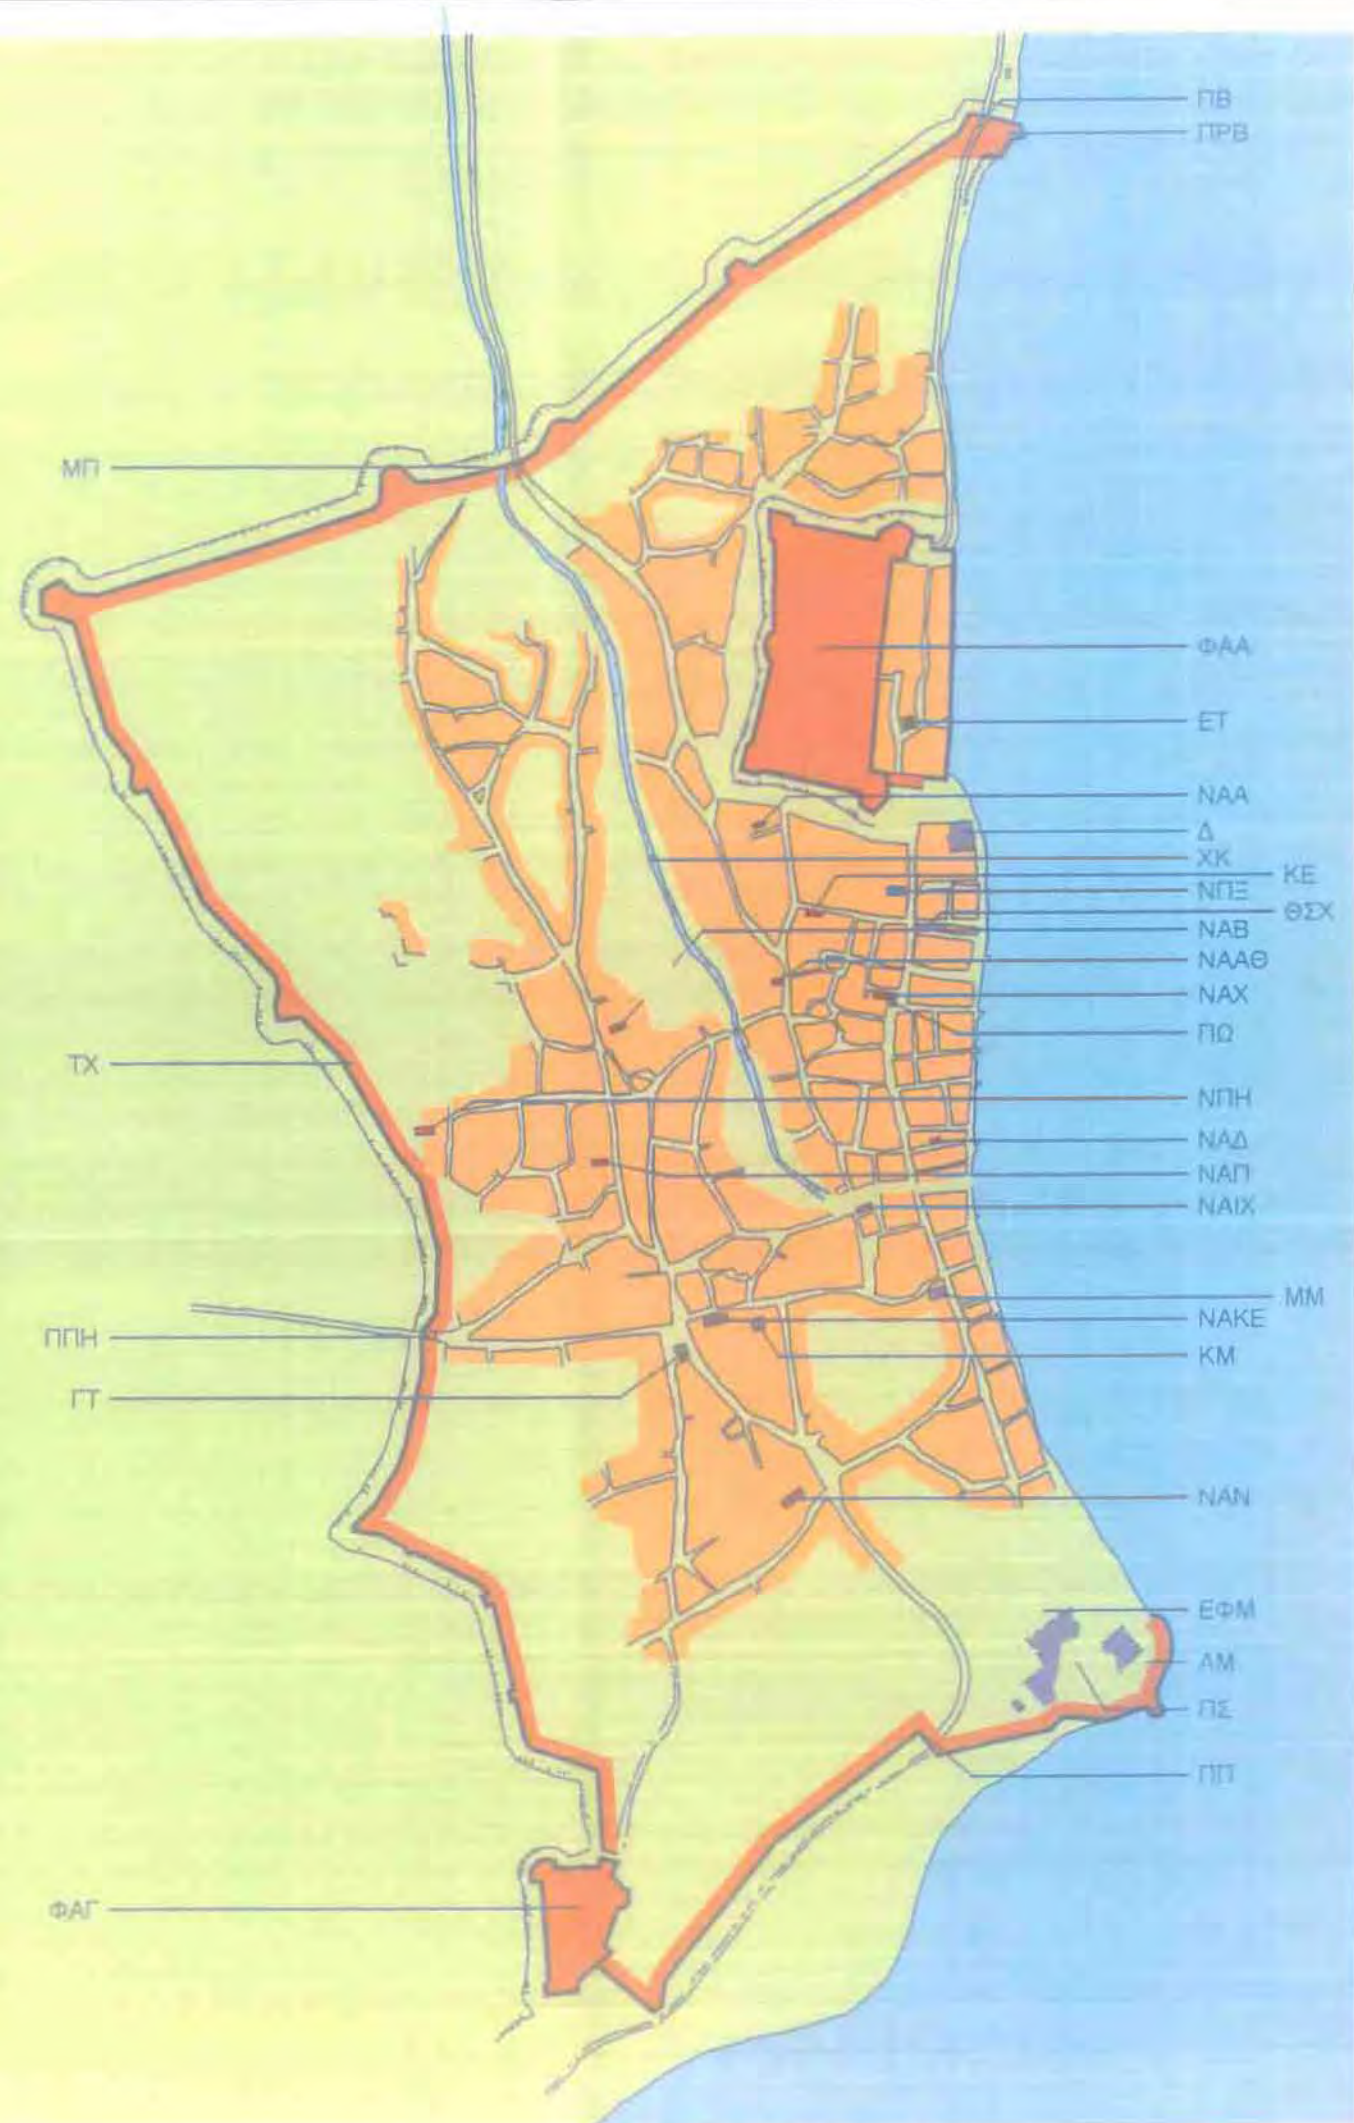 ΠΒ
ΠΡΒ
ΜΠ
ΦΑΑ
ΕΤ
ΝΑΑ
Δ
ΧΚ
ΚΕ
ΝΠΞ
ΘΣΧ
ΝΑΒ
ΝΑΑΘ
ΝΑΧ
ΠΩ
ΤΧ
ΝΠΗ
ΝΑΔ
ΝΑΠ
ΝΑΙΧ
ΜΜ
ΝΑΚΕ
ΠΠΗ
ΚΜ
ΓΤ
ΝΑΝ
ΕΦΜ
ΑΜ
ΠΣ
ΠΠ
ΦΑΓ